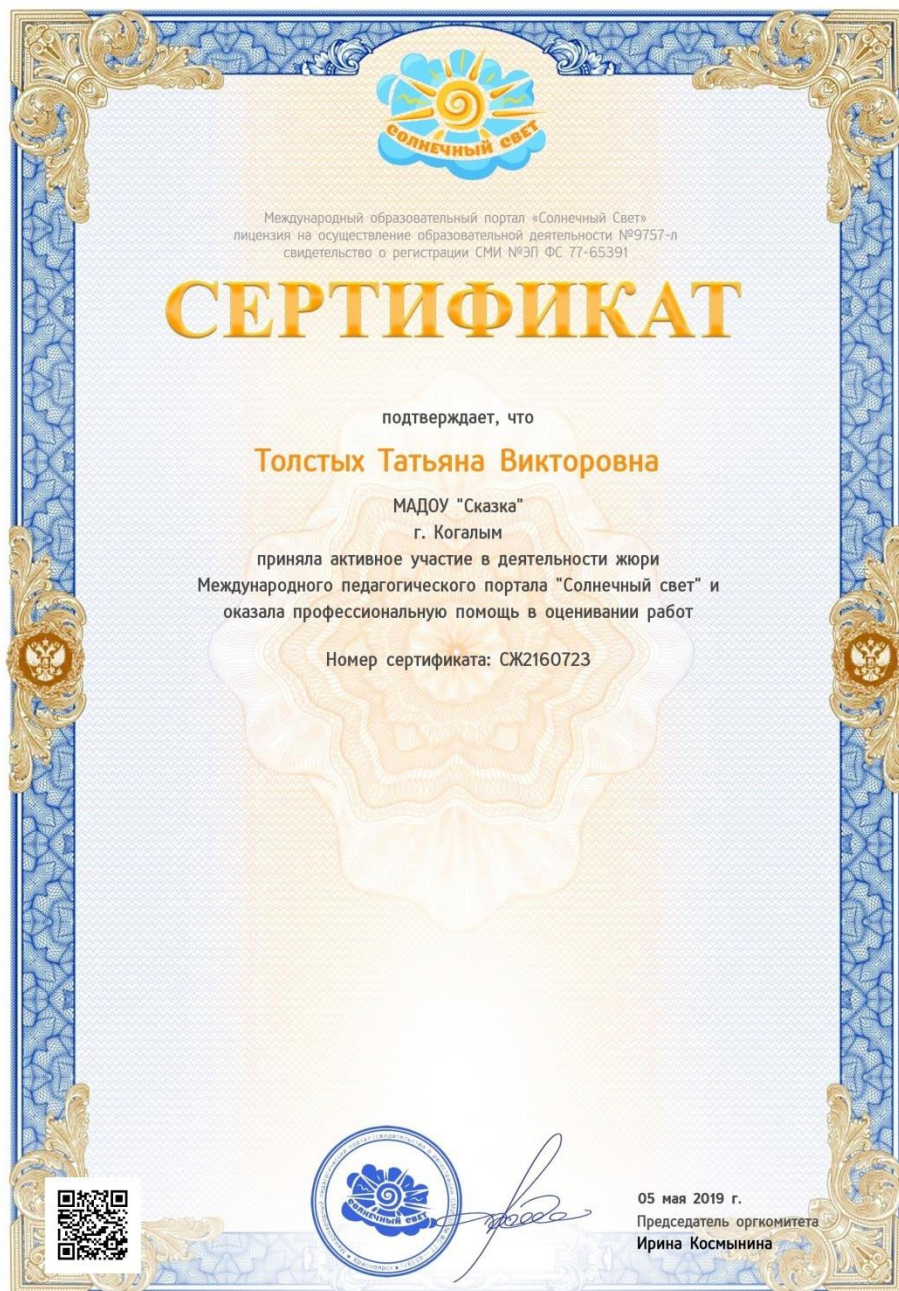 СОЛНЕЧНЫЙ СВЕТ
Международный образовательный портал «Солнечный Свет»
лицензия на осуществление образовательной деятельности №9757-л
свидетельство о регистрации СМИ №ЭЛ ФС 77-65391
СЕРТИФИКАТ
подтверждает, что
Толстых Татьяна Викторовна
МАДОУ "Сказка"
г. Когалым
приняла активное участие в деятельности жюри
Международного педагогического портала "Солнечный свет" и
оказала профессиональную помощь в оценивании работ
Номер сертификата: СЖ2160723
СОЛНЕЧНЫЙ СВЕТ
05 мая 2019 г.
Председатель оргкомитета
Ирина Космынина